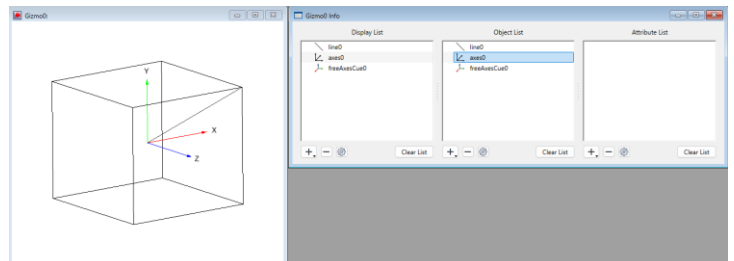 Gizmo0:
Y
X
Z
Gizmo0 Info
Display List
Object List
Attribute List
line0
axes0
freeAxesCue0
line0
axes0
freeAxesCue0
Clear List
Clear List
Clear List